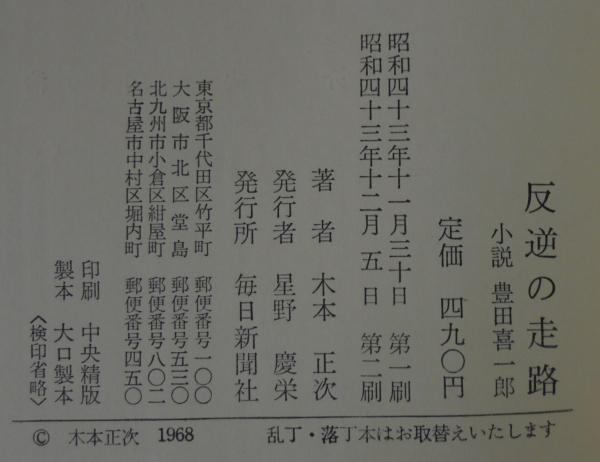 反逆の走路
小説 豊田喜一郎
定価 四九〇円
昭和四十三年十一月三十日 第一刷
昭和四十三年十二月 五 日 第二刷
著 者 木本 正次
発行者 星野 慶栄
発行所 毎日新聞社
東京都千代田区竹平町 郵便番号一〇〇
大阪市北区堂島 郵便番号五三〇
北九州市小倉区紺屋町 郵便番号八〇二
名古屋市中村区堀内町 郵便番号四五〇
印刷 中央精版
製本 大口製本
〈検印省略〉
© 木本正次 1968 乱丁・落丁本はお取替えいたします